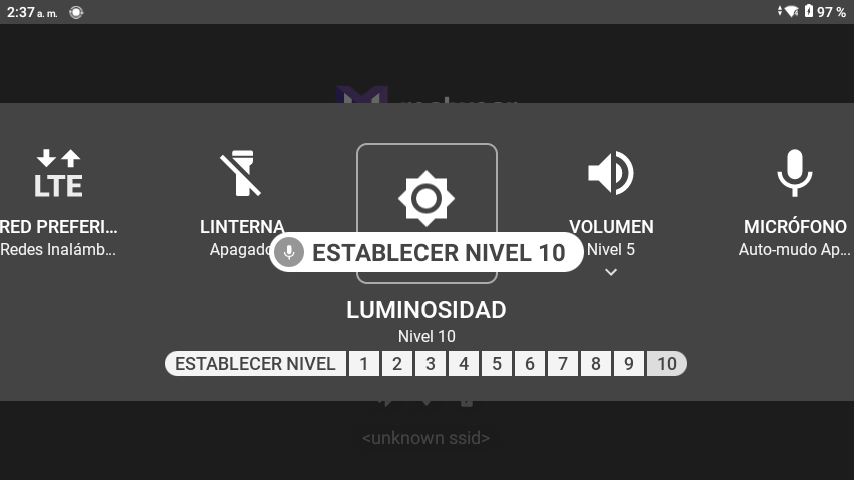 2:37 a. m.
97 %
LTE
RED PREFERI...
Redes Inalámb...
LINTERNA
Apagado
VOLUMEN
Nivel 5
MICRÓFONO
Auto-mudo Ap...
ESTABLECER NIVEL 10
LUMINOSIDAD
Nivel 10
ESTABLECER NIVEL 1 2 3 4 5 6 7 8 9 10
<unknown ssid>